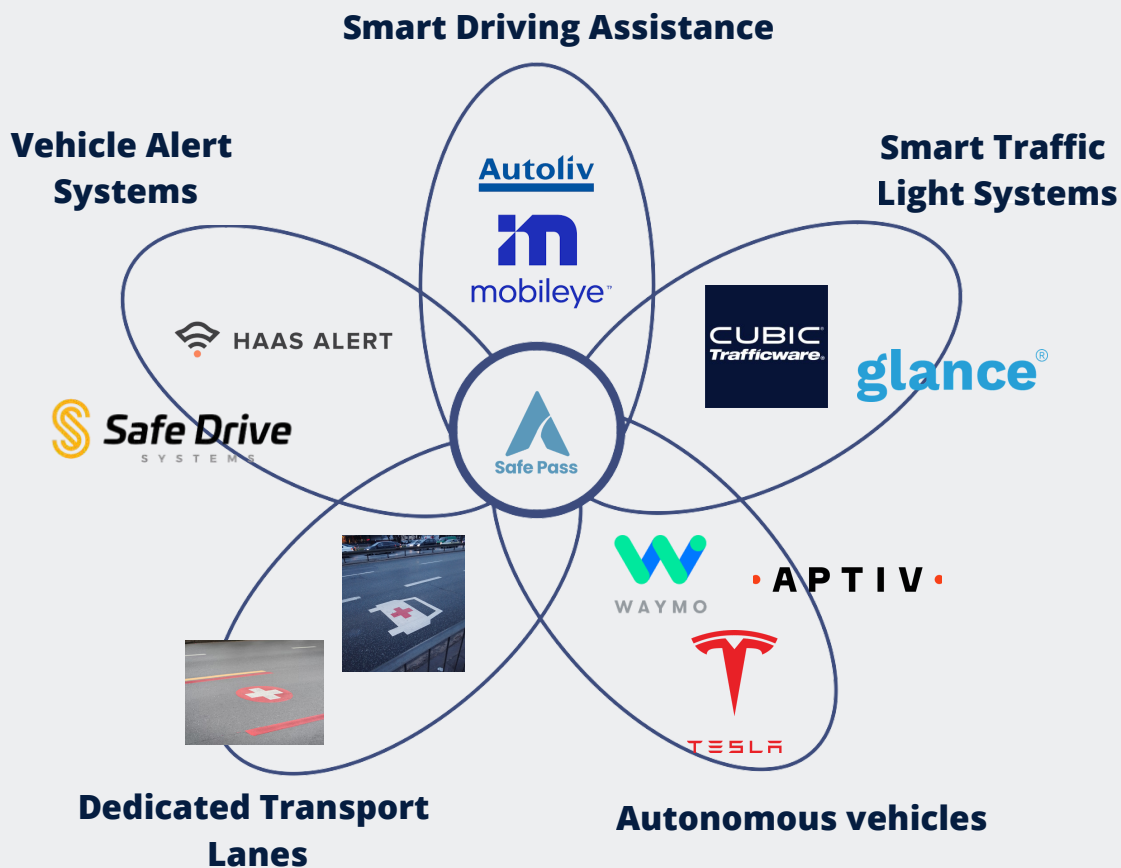 Smart Driving Assistance
Vehicle Alert
Systems
Smart Traffic
Light Systems
Autoliv
mobileye™
HAAS ALERT
CUBIC®
Trafficware®
glance®
Safe Drive
SYSTEMS
Safe Pass
WAYMO
APTIV
TESLA
Dedicated Transport
Lanes
Autonomous vehicles